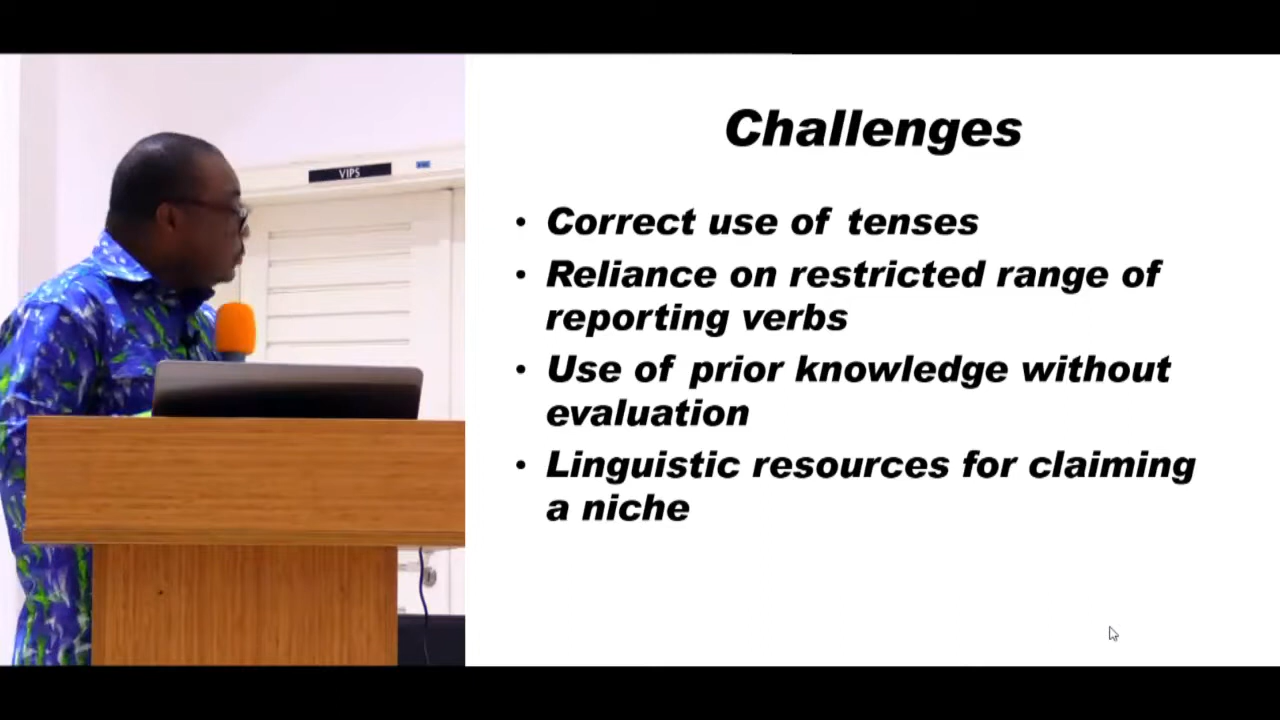 VIPS
Challenges
• Correct use of tenses
• Reliance on restricted range of
reporting verbs
• Use of prior knowledge without
evaluation
• Linguistic resources for claiming
a niche